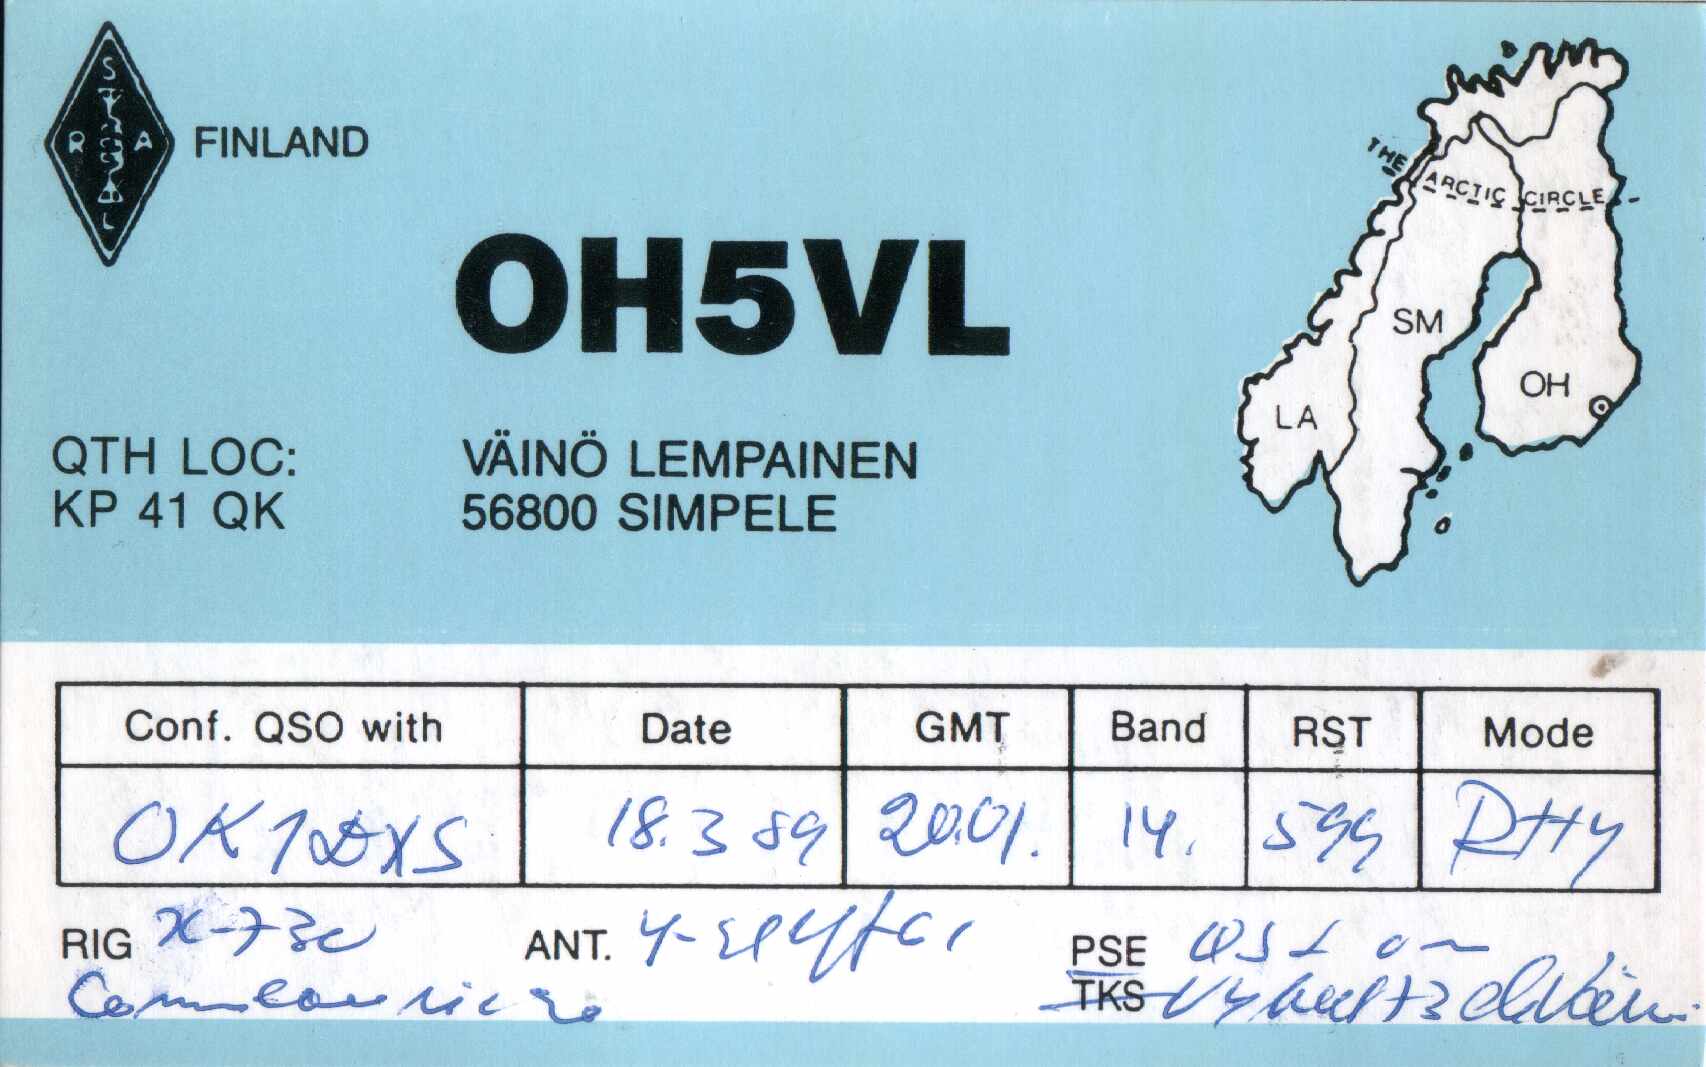 S
R A
L
FINLAND
OH5VL
QTH LOC:
KP 41 QK
VÄINÖ LEMPAINEN
56800 SIMPELE
THE ARCTIC CIRCLE
SM
OH
LA
Conf. QSO with Date GMT Band RST Mode
OK1DXS 18.3 89 20.01. 14. 599 RTTY
RIG ANT. PSE QSL
TKS